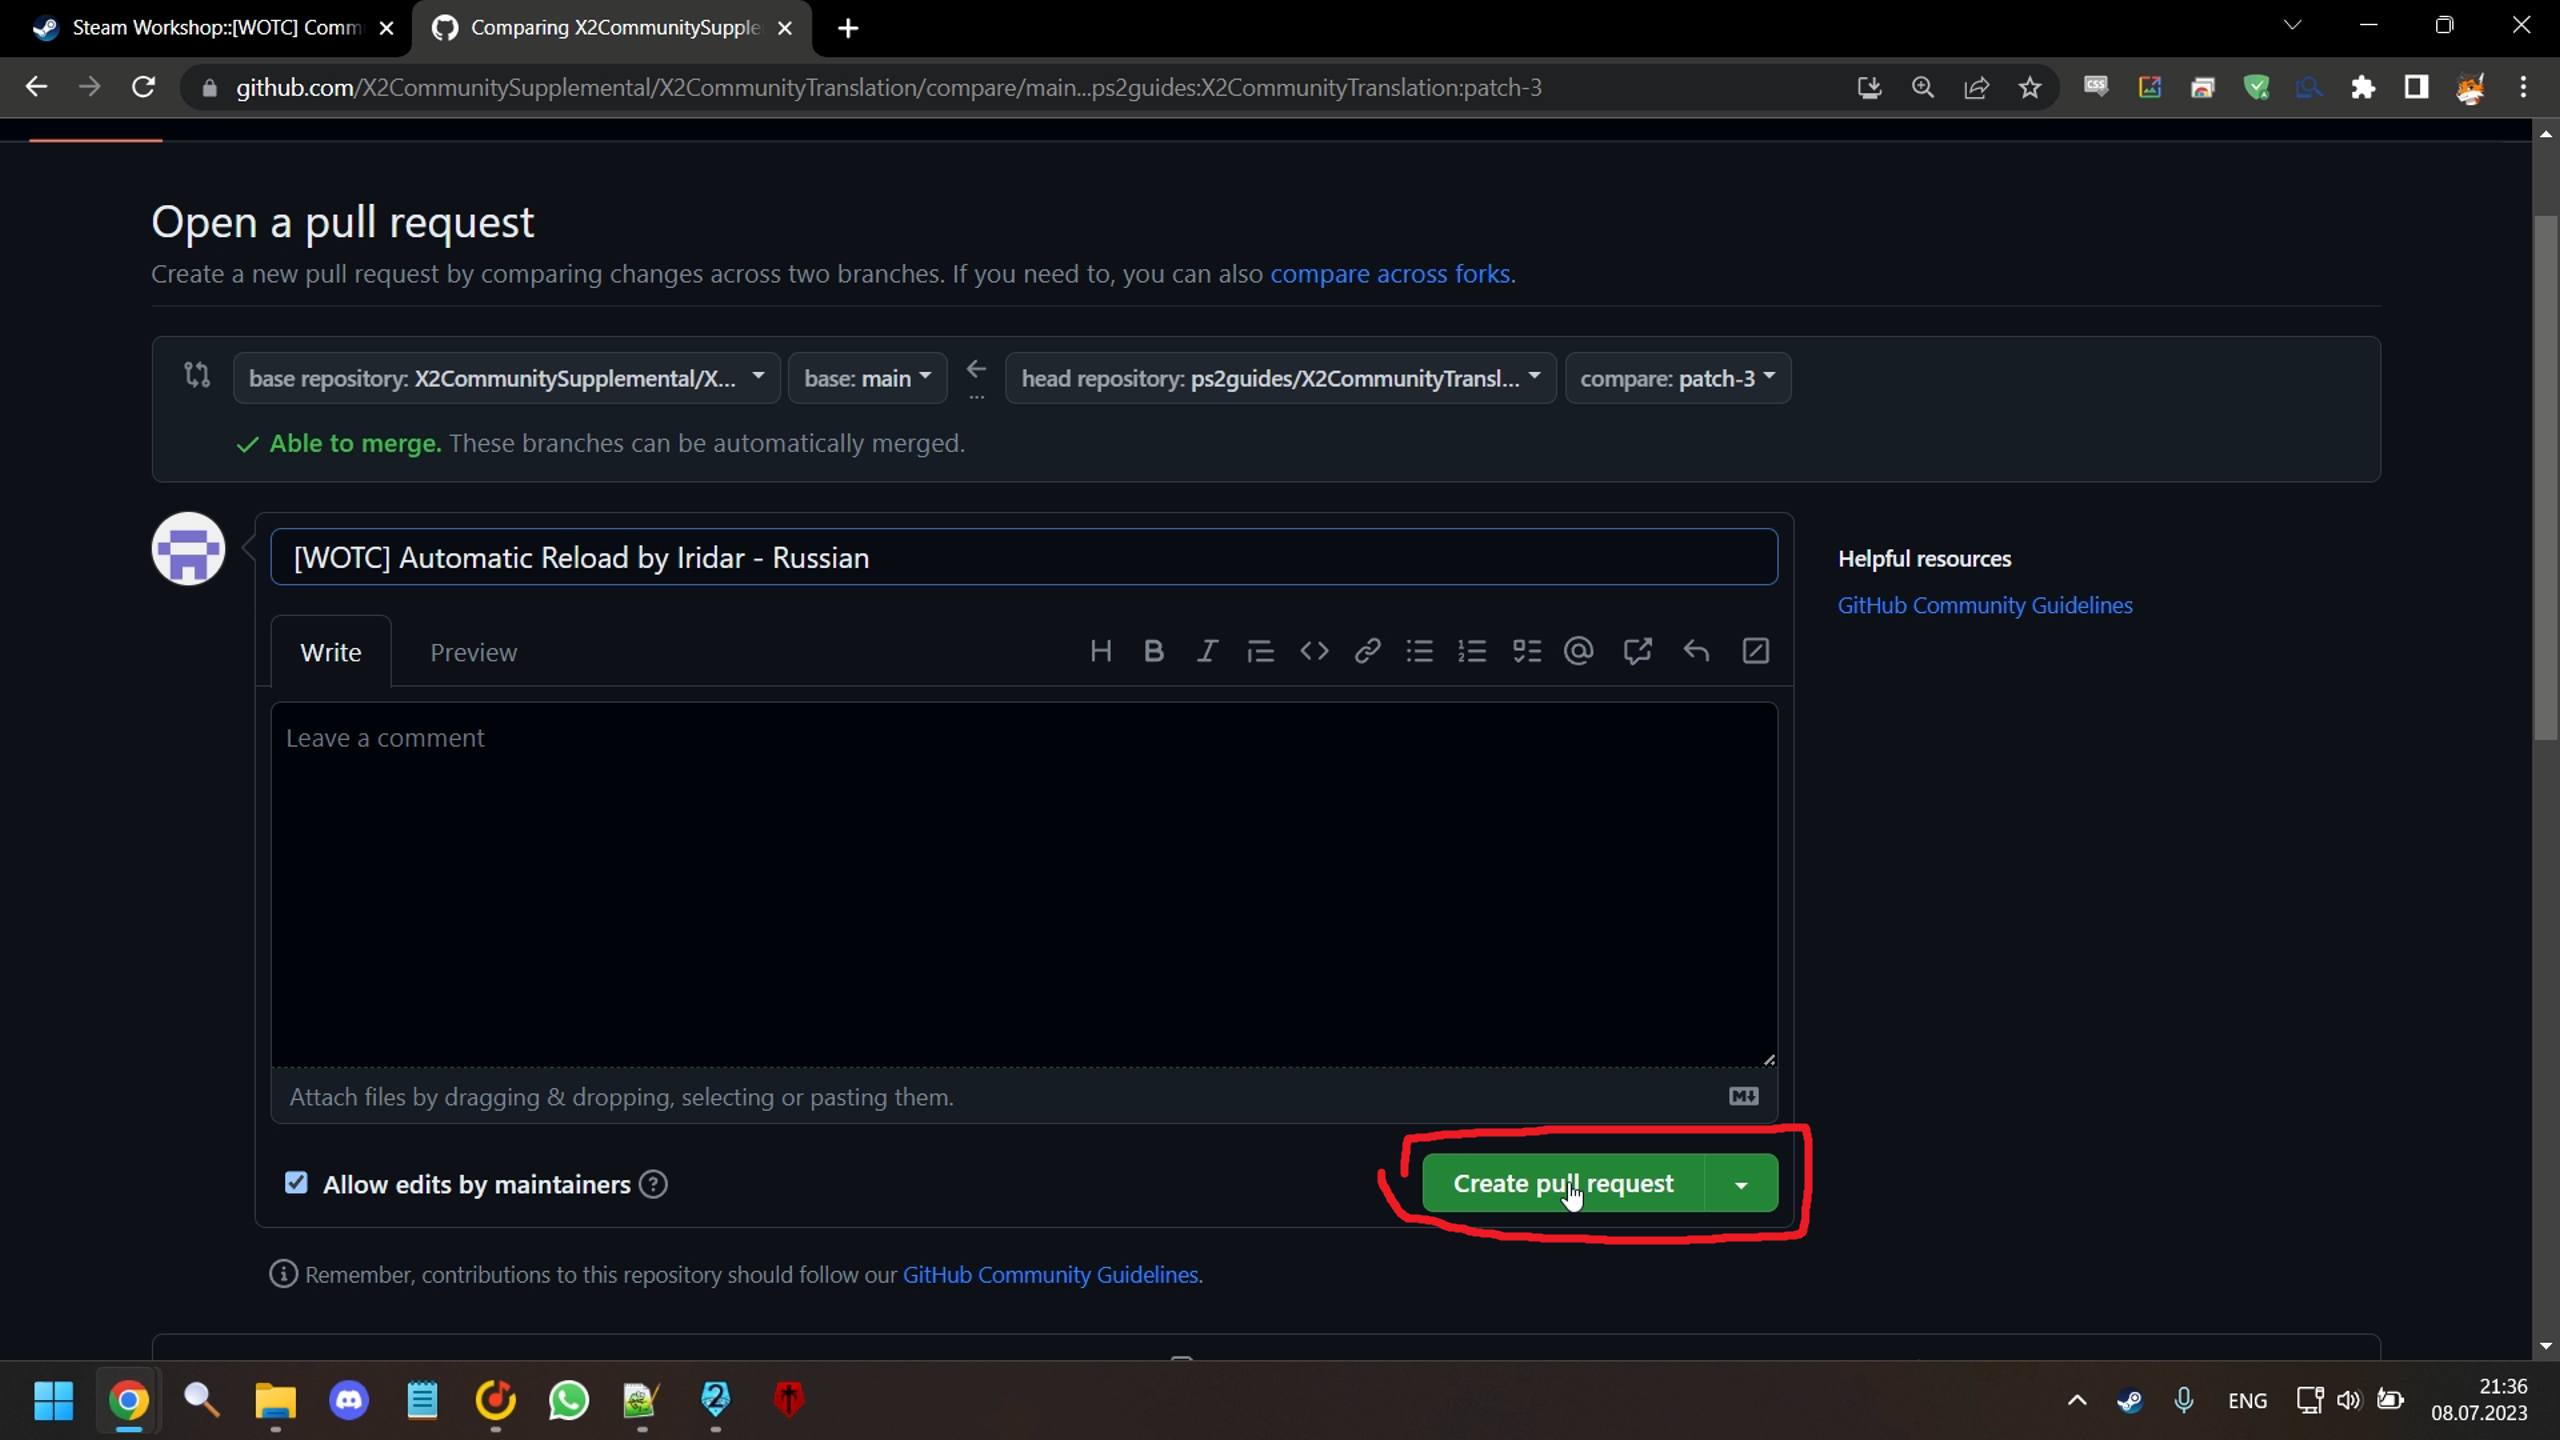 Steam Workshop::[WOTC] Comm
Comparing X2CommunitySupple
github.com/X2CommunitySupplemental/X2CommunityTranslation/compare/main...ps2guides:X2CommunityTranslation:patch-3
Open a pull request
Create a new pull request by comparing changes across two branches. If you need to, you can also compare across forks.
base repository: X2CommunitySupplemental/X... base: main ... head repository: ps2guides/X2CommunityTransl... compare: patch-3
Able to merge. These branches can be automatically merged.
[WOTC] Automatic Reload by Iridar - Russian
Helpful resources
GitHub Community Guidelines
Write Preview
Leave a comment
Attach files by dragging & dropping, selecting or pasting them.
Allow edits by maintainers
Create pull request
Remember, contributions to this repository should follow our GitHub Community Guidelines.
ENG
21:36
08.07.2023